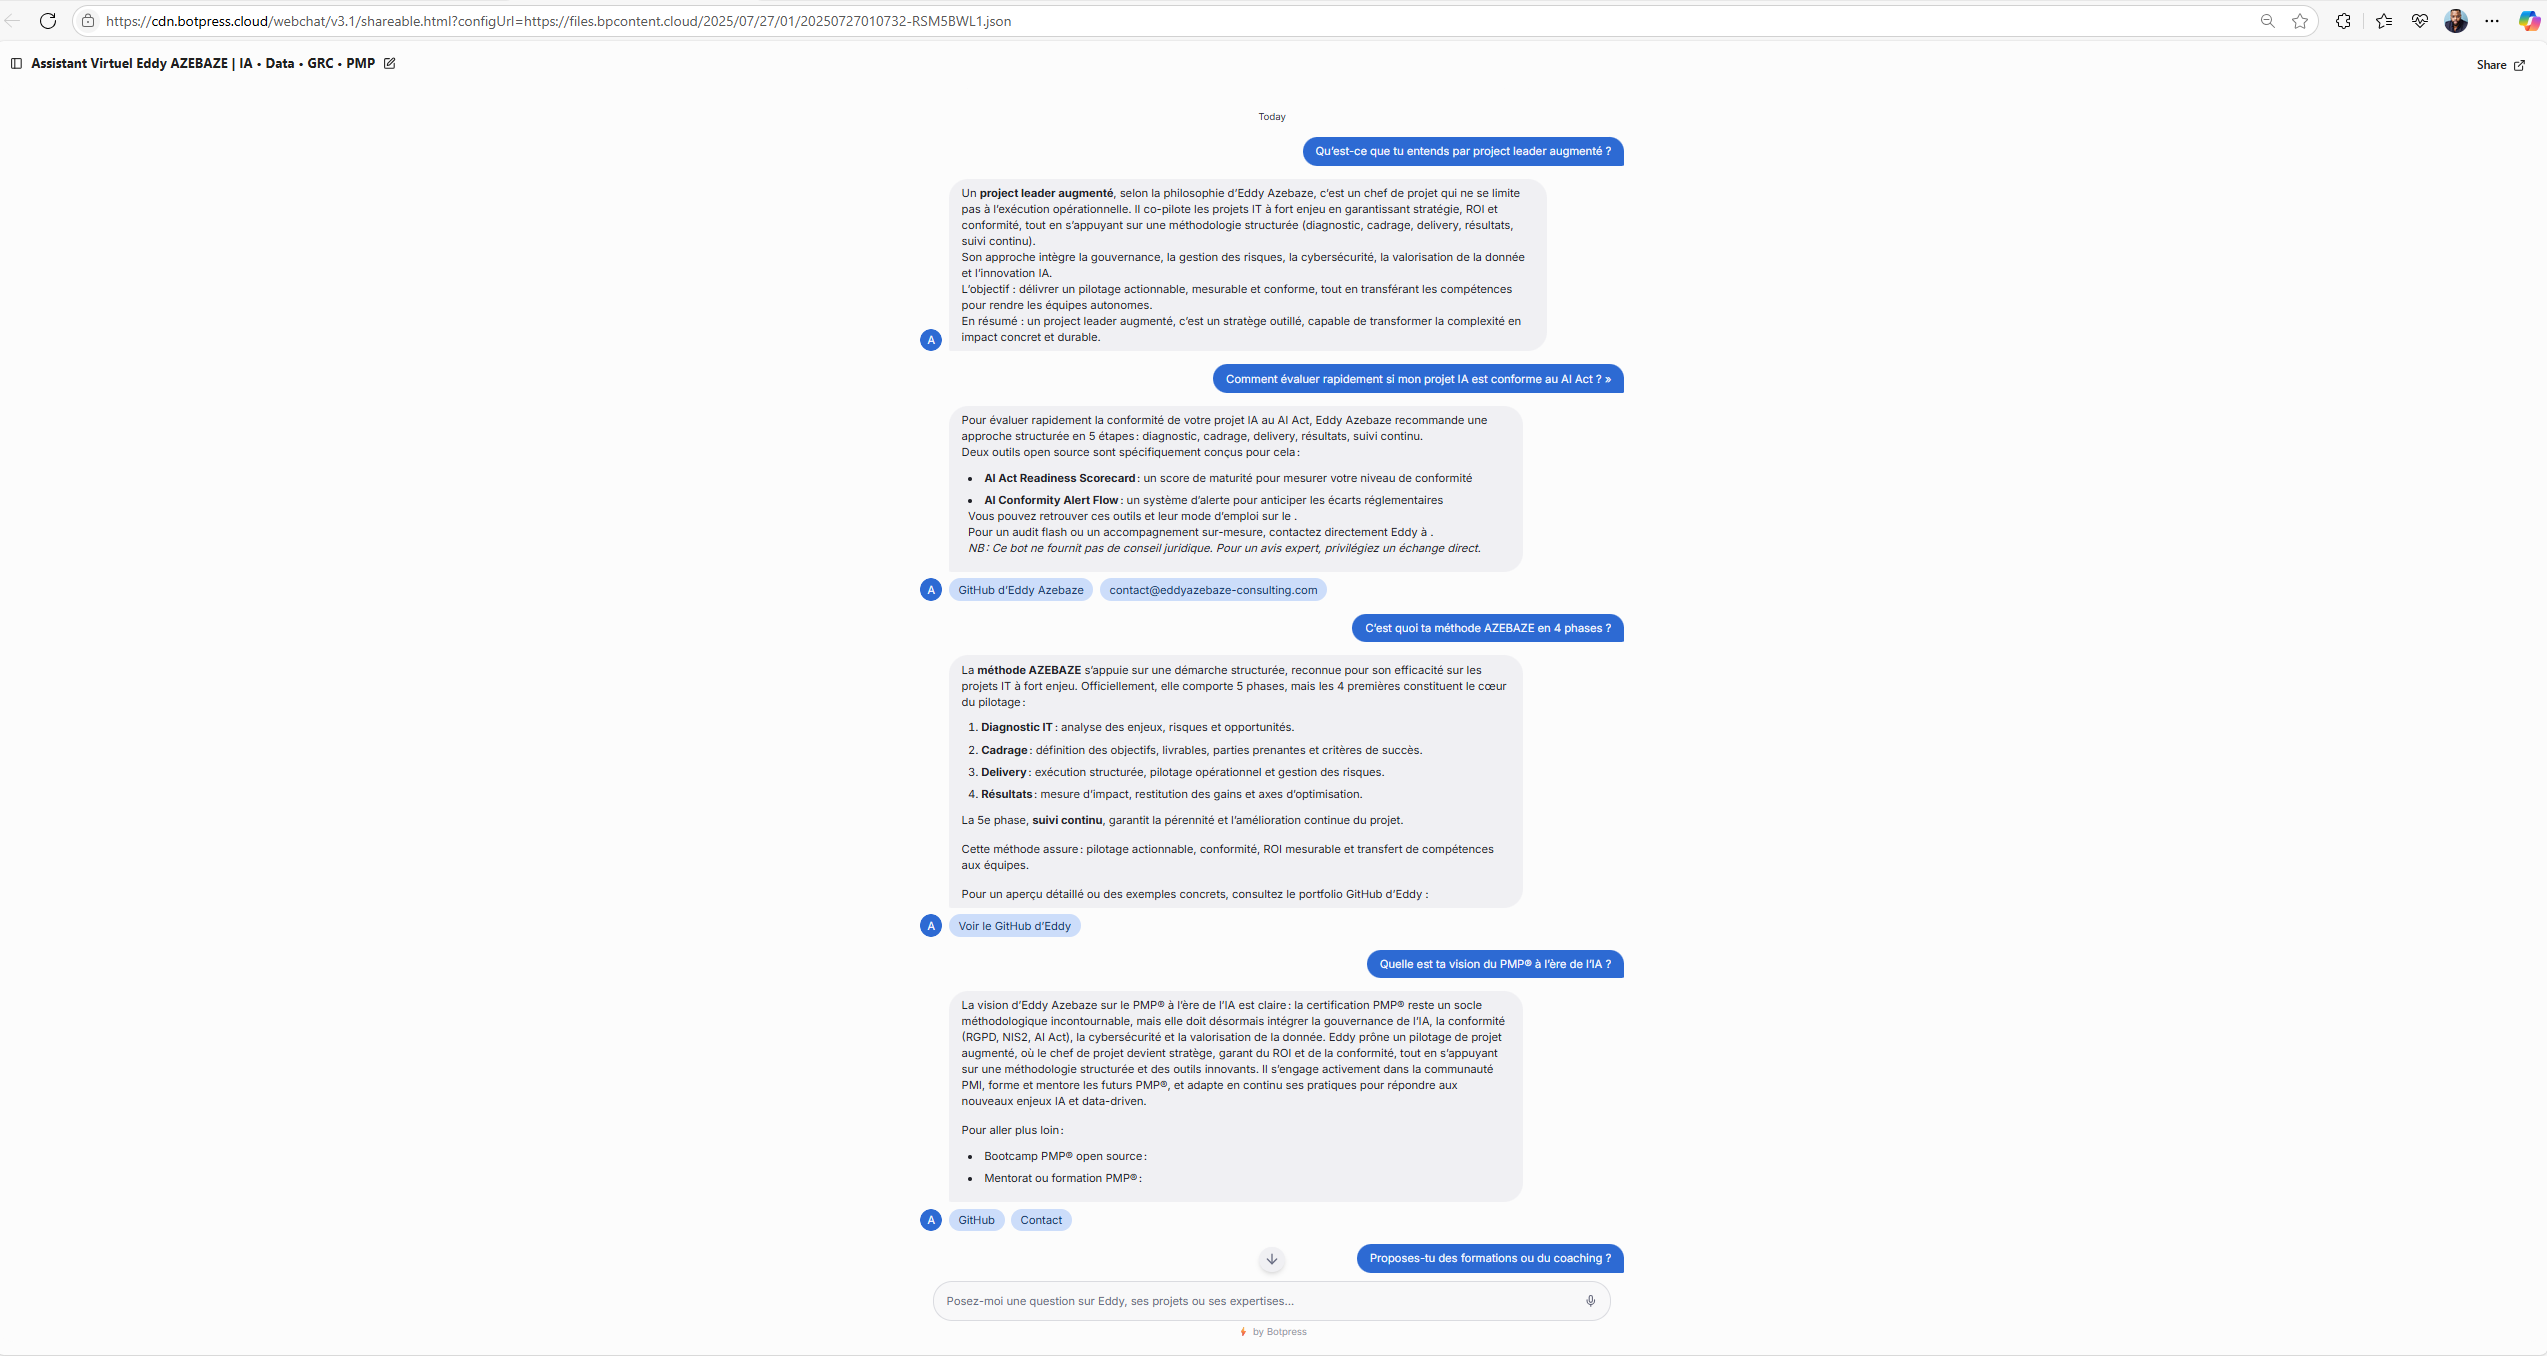 https://cdn.botpress.cloud/webchat/v3.1/shareable.html?configUrl=https://files.bpcontent.cloud/2025/07/27/01/20250727010732-RSM5BWL1.json
Assistant Virtuel Eddy AZEBAZE | IA • Data • GRC • PMP
Share
Today
Qu’est-ce que tu entends par project leader augmenté ?
Un project leader augmenté, selon la philosophie d’Eddy Azebaze, c’est un chef de projet qui ne se limite
pas à l’exécution opérationnelle. Il co-pilote les projets IT à fort enjeu en garantissant stratégie, ROI et
conformité, tout en s’appuyant sur une méthodologie structurée (diagnostic, cadrage, delivery, résultats,
suivi continu).
Son approche intègre la gouvernance, la gestion des risques, la cybersécurité, la valorisation de la donnée
et l’innovation IA.
L’objectif : délivrer un pilotage actionnable, mesurable et conforme, tout en transférant les compétences
pour rendre les équipes autonomes.
En résumé : un project leader augmenté, c’est un stratège outillé, capable de transformer la complexité en
impact concret et durable.
A
Comment évaluer rapidement si mon projet IA est conforme au AI Act ? »
Pour évaluer rapidement la conformité de votre projet IA au AI Act, Eddy Azebaze recommande une
approche structurée en 5 étapes : diagnostic, cadrage, delivery, résultats, suivi continu.
Deux outils open source sont spécifiquement conçus pour cela :
• AI Act Readiness Scorecard : un score de maturité pour mesurer votre niveau de conformité
• AI Conformity Alert Flow : un système d’alerte pour anticiper les écarts réglementaires
Vous pouvez retrouver ces outils et leur mode d’emploi sur le .
Pour un audit flash ou un accompagnement sur-mesure, contactez directement Eddy à .
NB : Ce bot ne fournit pas de conseil juridique. Pour un avis expert, privilégiez un échange direct.
A GitHub d’Eddy Azebaze contact@eddyazebaze-consulting.com
C’est quoi ta méthode AZEBAZE en 4 phases ?
La méthode AZEBAZE s’appuie sur une démarche structurée, reconnue pour son efficacité sur les
projets IT à fort enjeu. Officiellement, elle comporte 5 phases, mais les 4 premières constituent le cœur
du pilotage :
1. Diagnostic IT : analyse des enjeux, risques et opportunités.
2. Cadrage : définition des objectifs, livrables, parties prenantes et critères de succès.
3. Delivery : exécution structurée, pilotage opérationnel et gestion des risques.
4. Résultats : mesure d’impact, restitution des gains et axes d’optimisation.
La 5e phase, suivi continu, garantit la pérennité et l’amélioration continue du projet.
Cette méthode assure : pilotage actionnable, conformité, ROI mesurable et transfert de compétences
aux équipes.
Pour un aperçu détaillé ou des exemples concrets, consultez le portfolio GitHub d’Eddy :
A Voir le GitHub d’Eddy
Quelle est ta vision du PMP® à l’ère de l’IA ?
La vision d’Eddy Azebaze sur le PMP® à l’ère de l’IA est claire : la certification PMP® reste un socle
méthodologique incontournable, mais elle doit désormais intégrer la gouvernance de l’IA, la conformité
(RGPD, NIS2, AI Act), la cybersécurité et la valorisation de la donnée. Eddy prône un pilotage de projet
augmenté, où le chef de projet devient stratège, garant du ROI et de la conformité, tout en s’appuyant
sur une méthodologie structurée et des outils innovants. Il s’engage activement dans la communauté
PMI, forme et mentore les futurs PMP®, et adapte en continu ses pratiques pour répondre aux
nouveaux enjeux IA et data-driven.
Pour aller plus loin :
• Bootcamp PMP® open source :
• Mentorat ou formation PMP® :
A GitHub Contact
Proposes-tu des formations ou du coaching ?
Posez-moi une question sur Eddy, ses projets ou ses expertises...
by Botpress